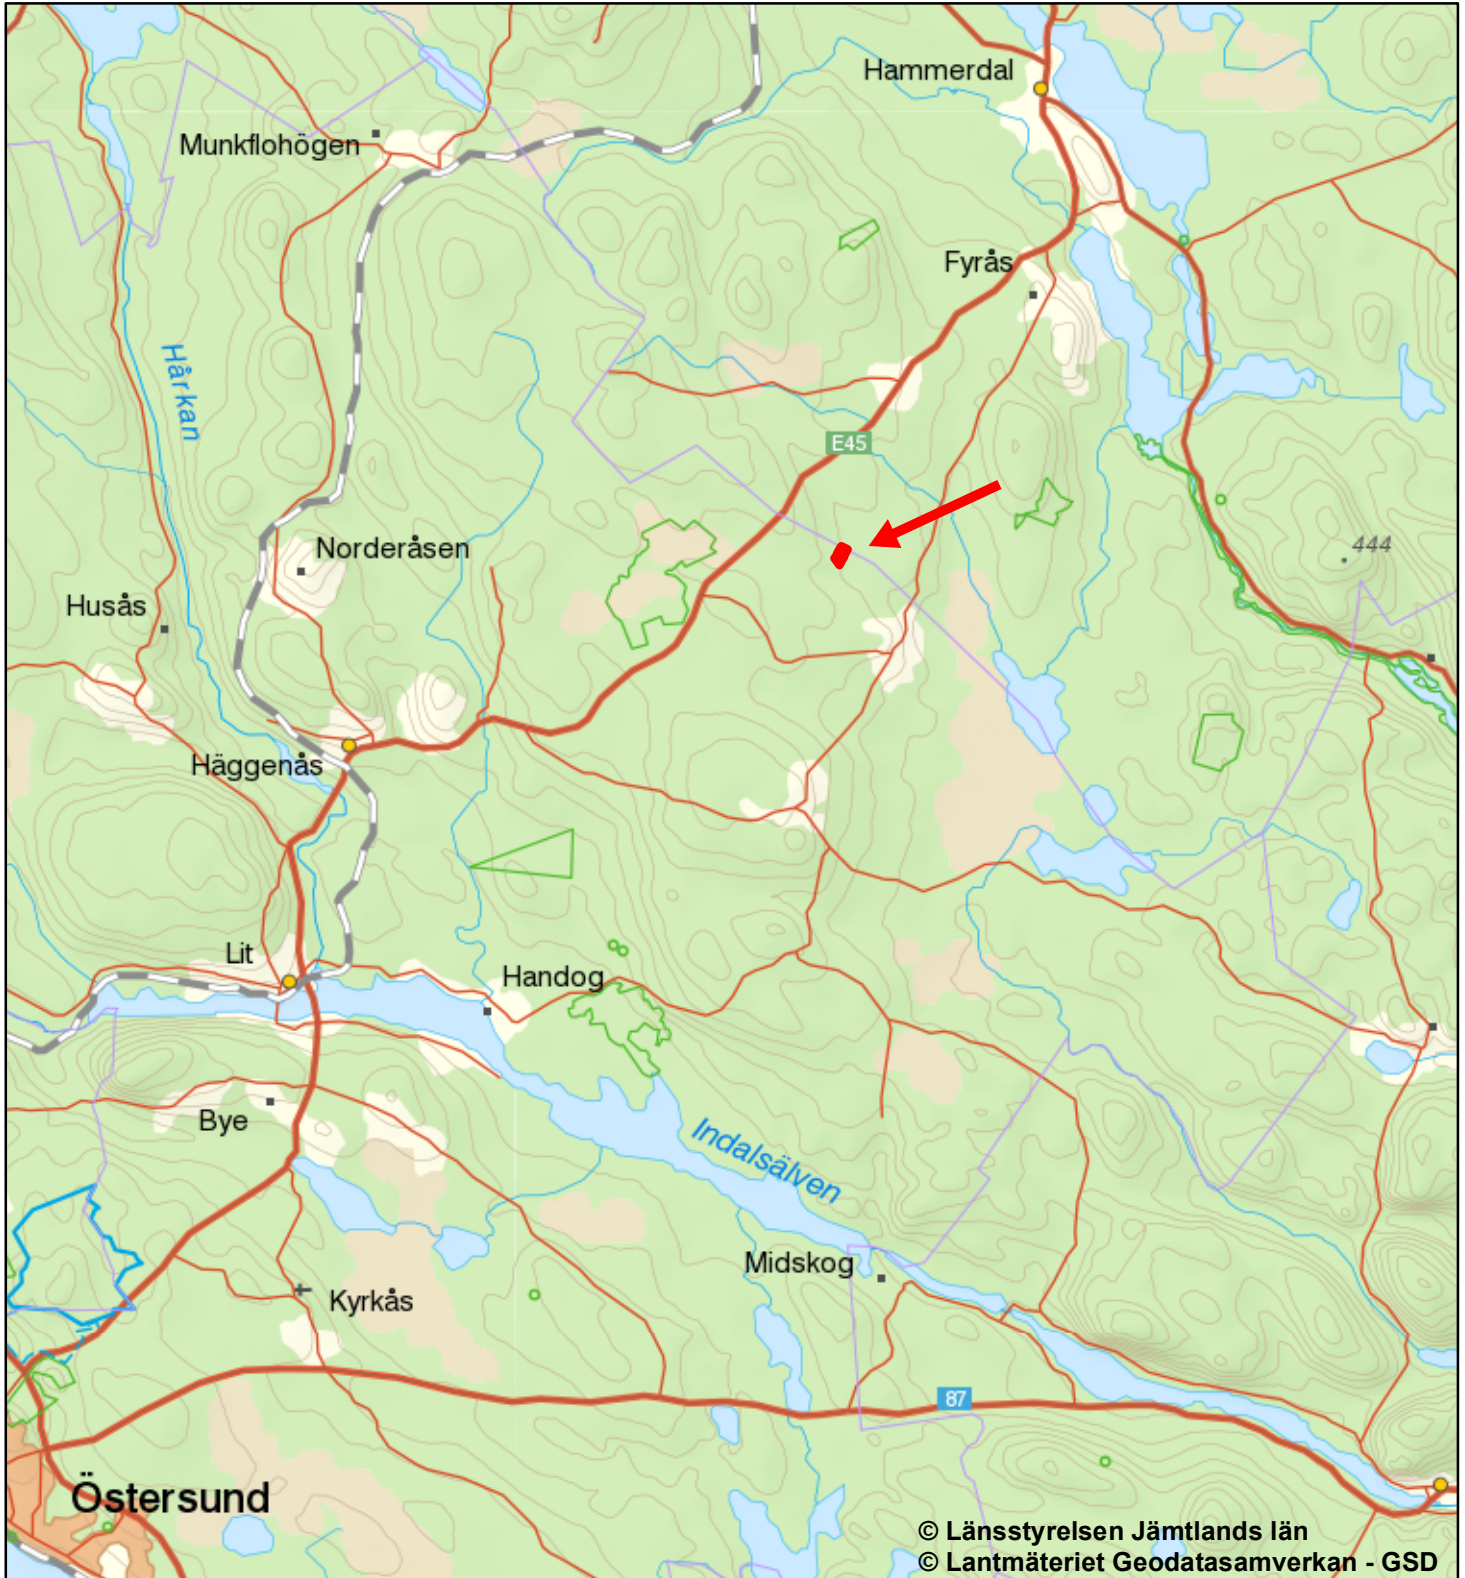 Hammerdal
Munkflohögen
Fyrås
Hårkan
E45
Norderåsen
444
Husås
Häggenås
Lit
Handog
Bye
Indalsälven
Midskog
Kyrkås
87
Östersund
© Länsstyrelsen Jämtlands län
© Lantmäteriet Geodatasamverkan - GSD